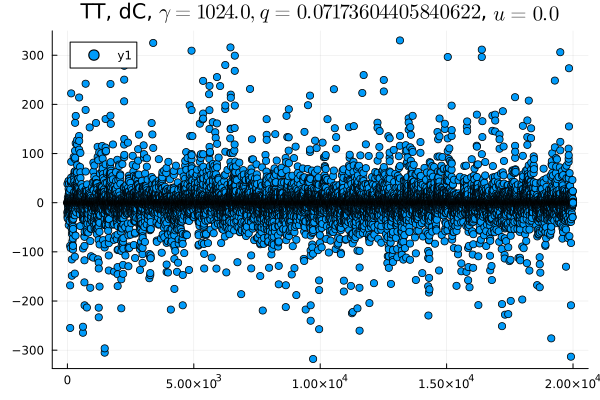 TT, dC, γ = 1024.0, q = 0.07173604405840622, u = 0.0
y1
300
200
100
0
−100
−200
−300
0 5.00×10³ 1.00×10⁴ 1.50×10⁴ 2.00×10⁴